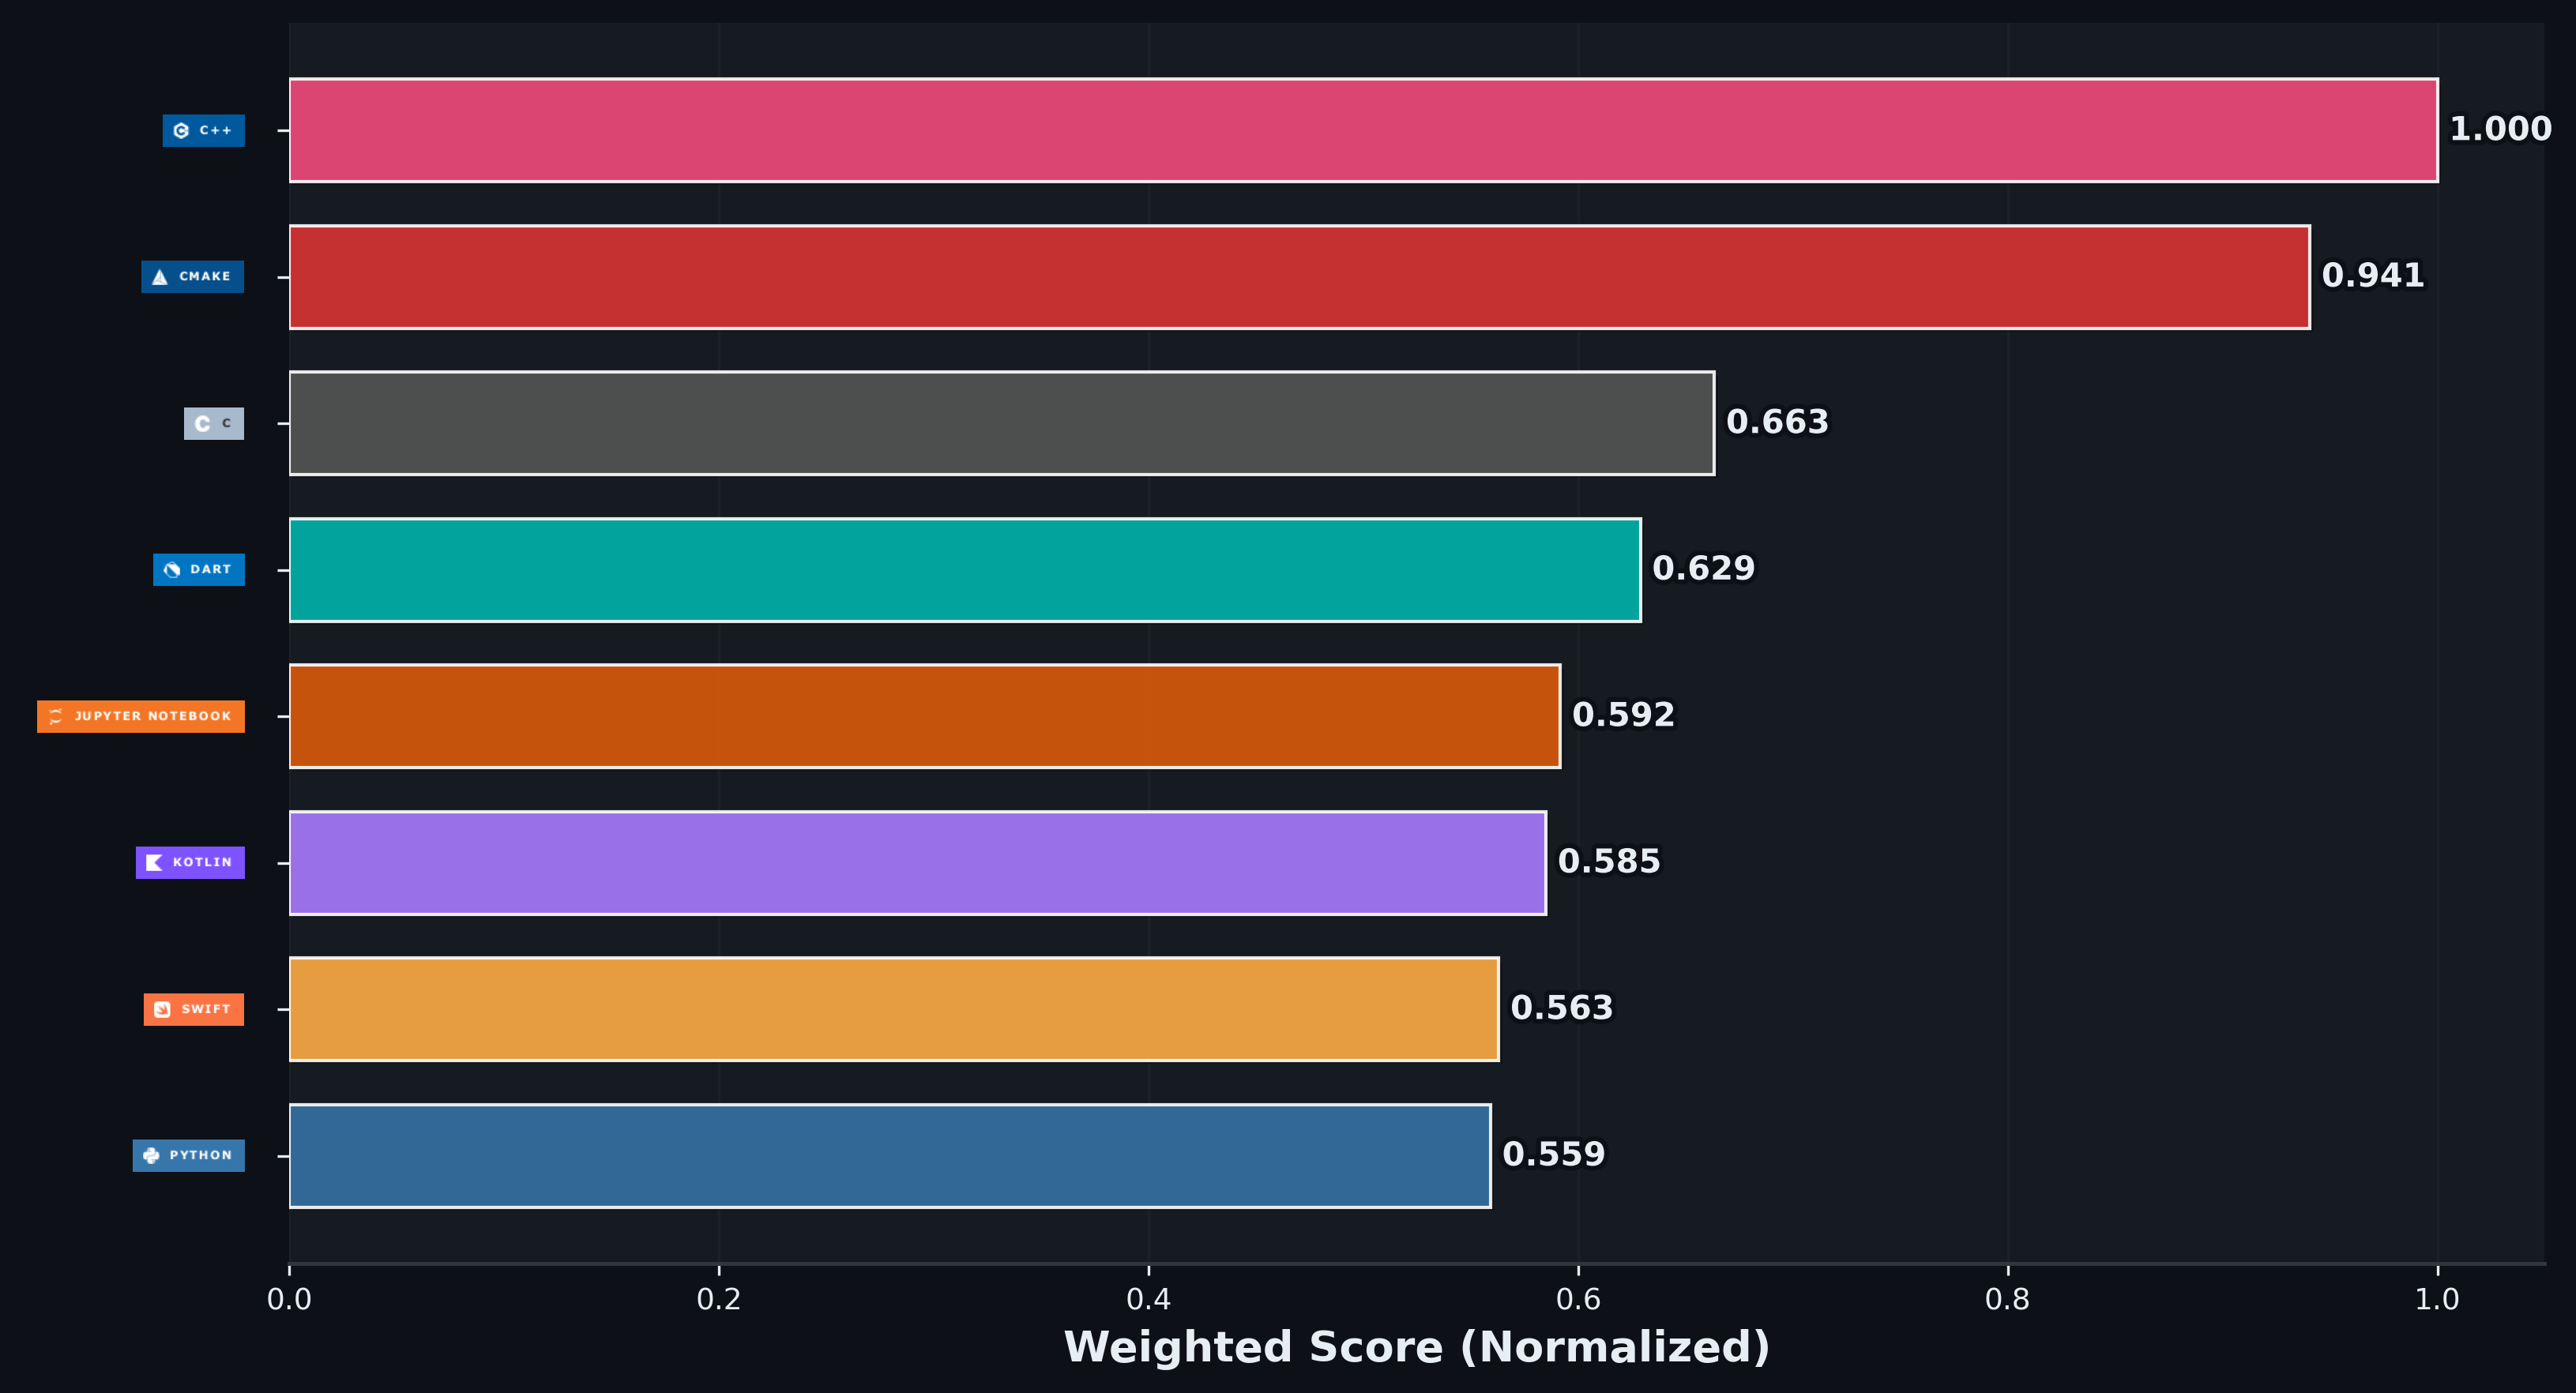 C++ 1.000
CMAKE 0.941
C 0.663
DART 0.629
JUPYTER NOTEBOOK 0.592
KOTLIN 0.585
SWIFT 0.563
PYTHON 0.559
0.0 0.2 0.4 0.6 0.8 1.0
Weighted Score (Normalized)